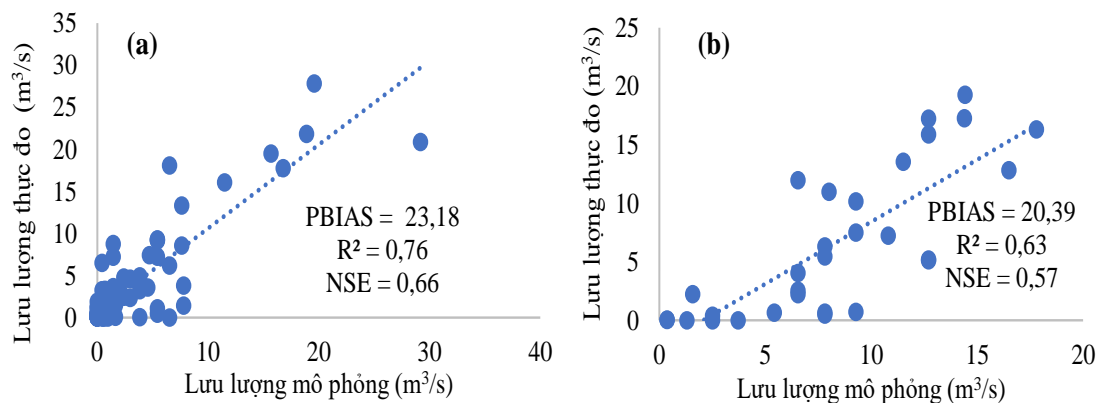 (a)
Lưu lượng thực đo (m³/s)
35
30
25
20
15
10
5
0
PBIAS = 23,18
R² = 0,76
NSE = 0,66
0 10 20 30 40
Lưu lượng mô phỏng (m³/s)
(b)
Lưu lượng thực đo (m³/s)
25
20
15
10
5
0
PBIAS = 20,39
R² = 0,63
NSE = 0,57
0 5 10 15 20
Lưu lượng mô phỏng (m³/s)